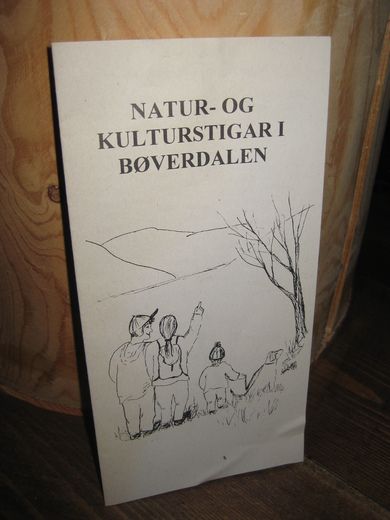 NATUR- OG
KULTURSTIGAR I
BØVERDALEN